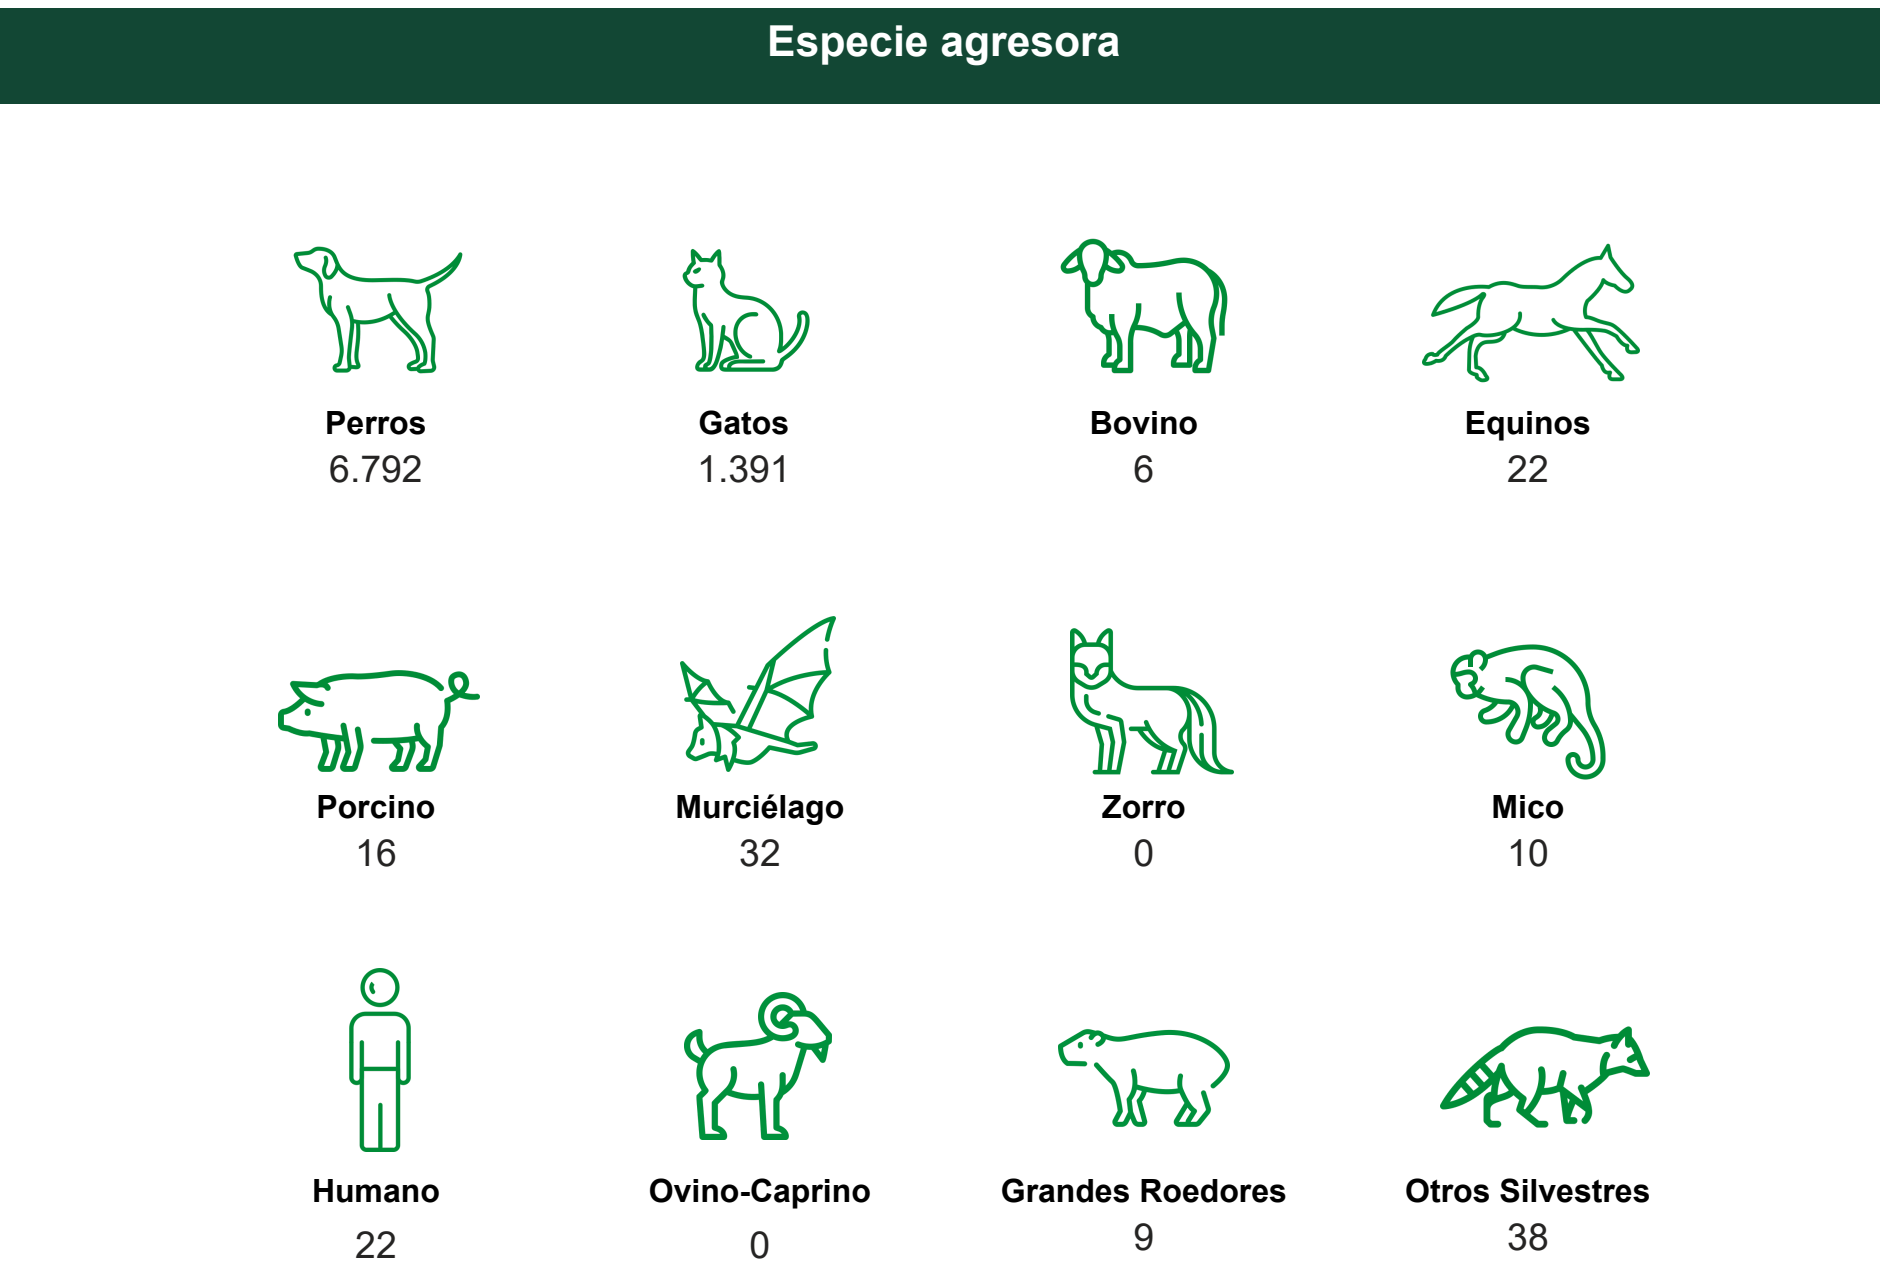 Especie agresora
Perros
6.792
Gatos
1.391
Bovino
6
Equinos
22
Porcino
16
Murciélago
32
Zorro
0
Mico
10
Humano
22
Ovino-Caprino
0
Grandes Roedores
9
Otros Silvestres
38